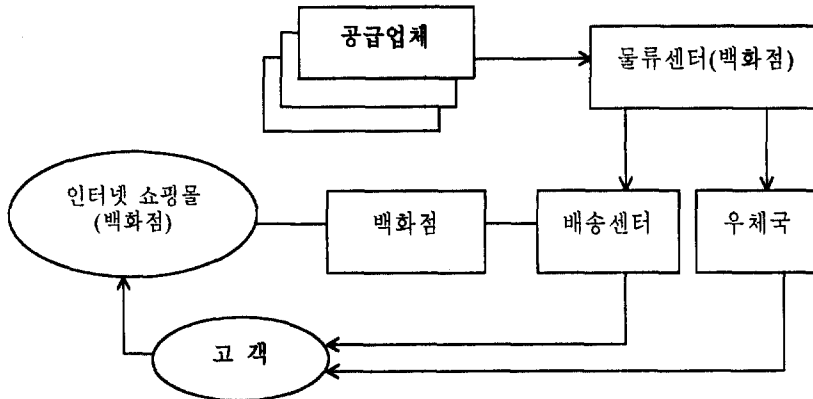 공급업체
물류센터(백화점)
인터넷 쇼핑몰
(백화점)
백화점
배송센터
우체국
고 객